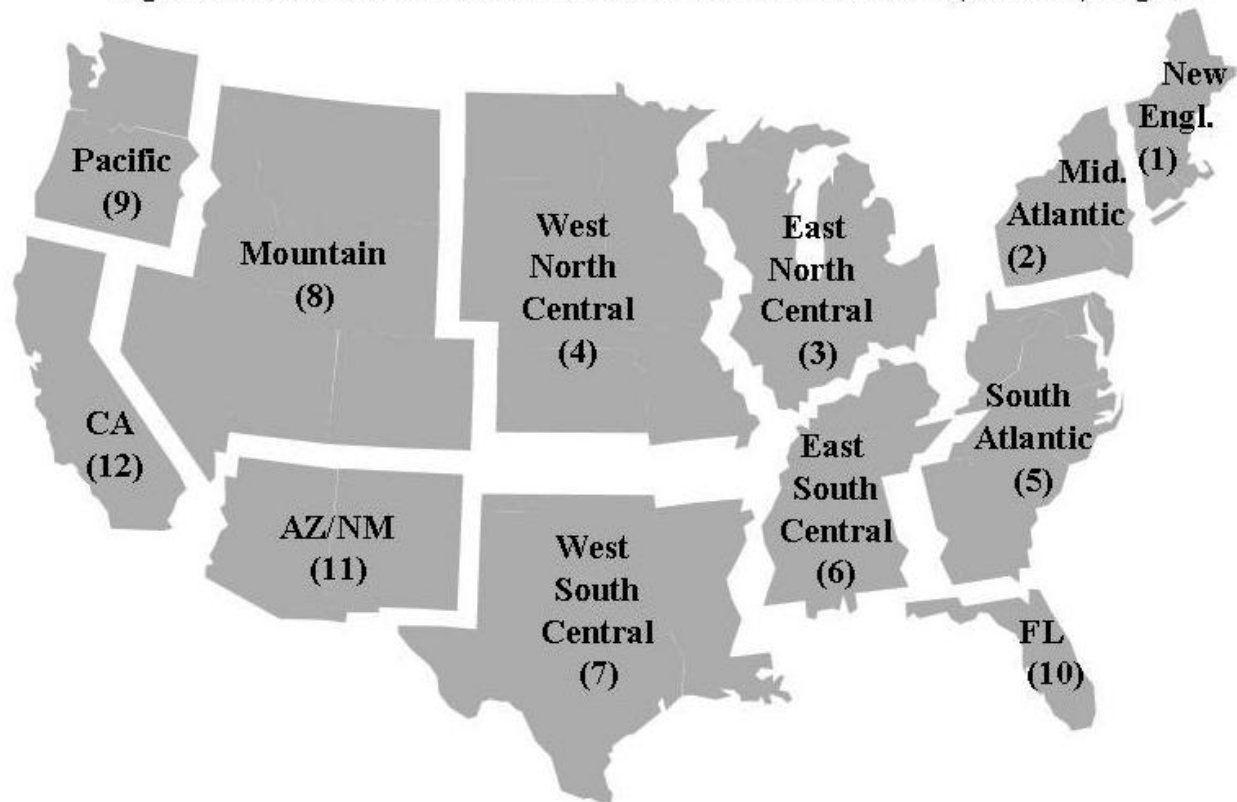 New
Engl.
(1)
Pacific
(9)
Mid.
Atlantic
(2)
Mountain
(8)
West
North
Central
(4)
East
North
Central
(3)
CA
(12)
South
Atlantic
(5)
East
South
Central
(6)
AZ/NM
(11)
West
South
Central
(7)
FL
(10)